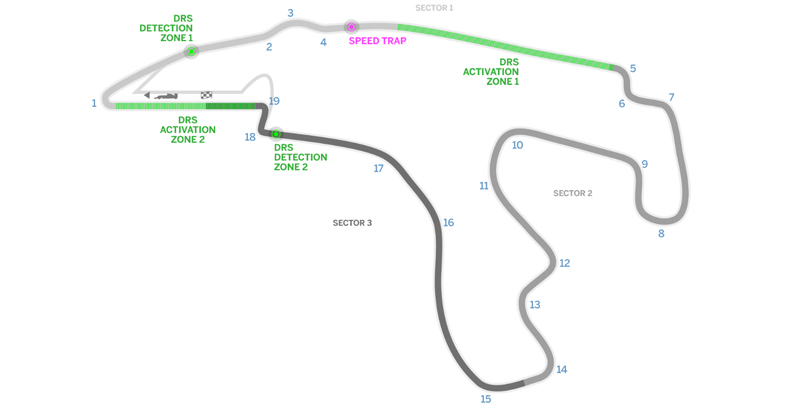 SECTOR 1
DRS
DETECTION
ZONE 1
3
2
4
SPEED TRAP
DRS
ACTIVATION
ZONE 1
5
6
7
1
19
DRS
ACTIVATION
ZONE 2
18
DRS
DETECTION
ZONE 2
17
10
9
11
SECTOR 2
8
SECTOR 3
16
12
13
14
15